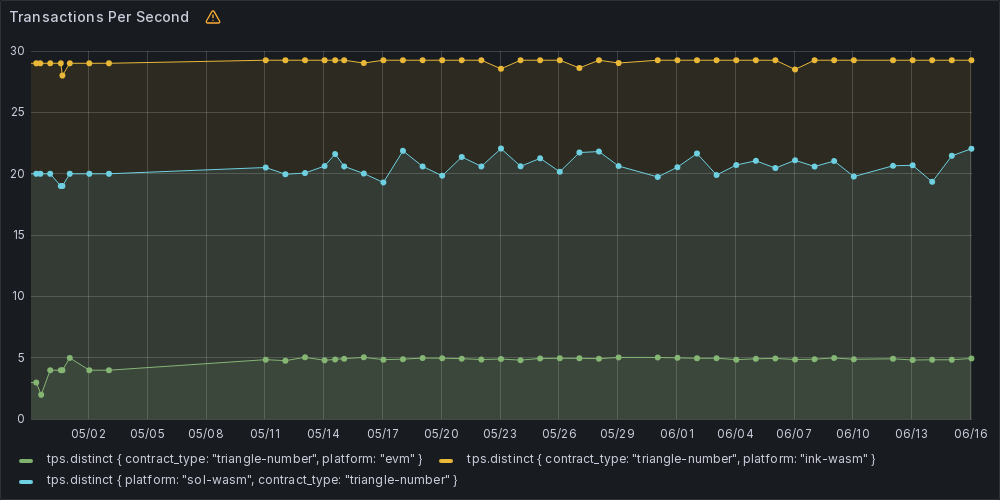 Transactions Per Second
30
25
20
15
10
5
0
05/02 05/05 05/08 05/11 05/14 05/17 05/20 05/23 05/26 05/29 06/01 06/04 06/07 06/10 06/13 06/16
tps.distinct { contract_type: "triangle-number", platform: "evm" } tps.distinct { contract_type: "triangle-number", platform: "ink-wasm" }
tps.distinct { platform: "sol-wasm", contract_type: "triangle-number" }